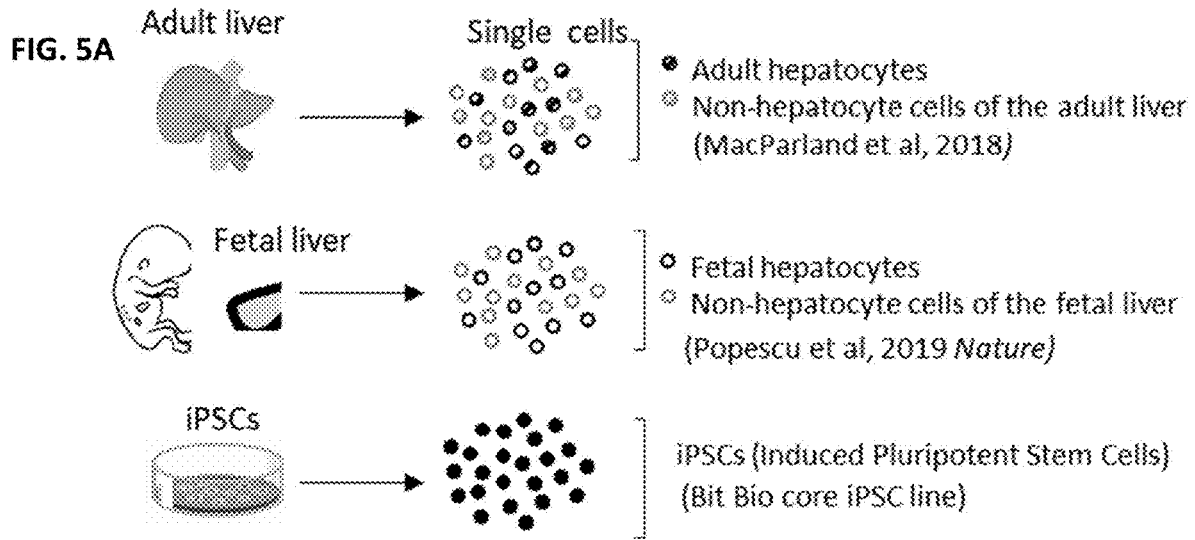 FIG. 5A
Adult liver
Single cells
Adult hepatocytes
Non-hepatocyte cells of the adult liver
(MacParland et al, 2018)
Fetal liver
Fetal hepatocytes
Non-hepatocyte cells of the fetal liver
(Popescu et al, 2019 Nature)
iPSCs
iPSCs (Induced Pluripotent Stem Cells)
(Bit Bio core iPSC line)